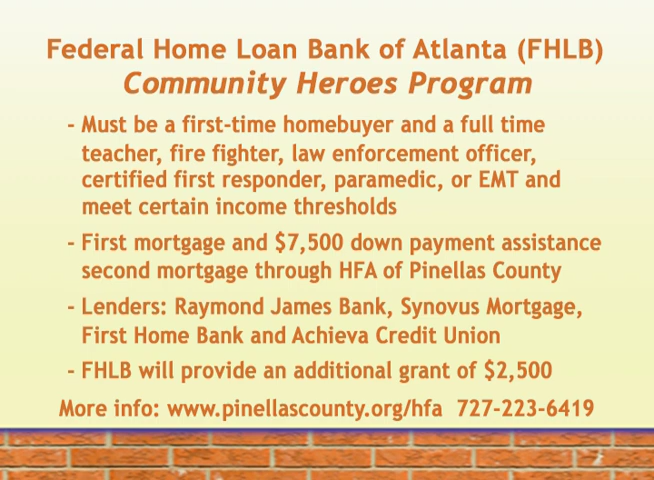 Federal Home Loan Bank of Atlanta (FHLB)
Community Heroes Program
- Must be a first-time homebuyer and a full time
teacher, fire fighter, law enforcement officer,
certified first responder, paramedic, or EMT and
meet certain income thresholds
- First mortgage and $7,500 down payment assistance
second mortgage through HFA of Pinellas County
- Lenders: Raymond James Bank, Synovus Mortgage,
First Home Bank and Achieva Credit Union
- FHLB will provide an additional grant of $2,500
More info: www.pinellascounty.org/hfa 727-223-6419